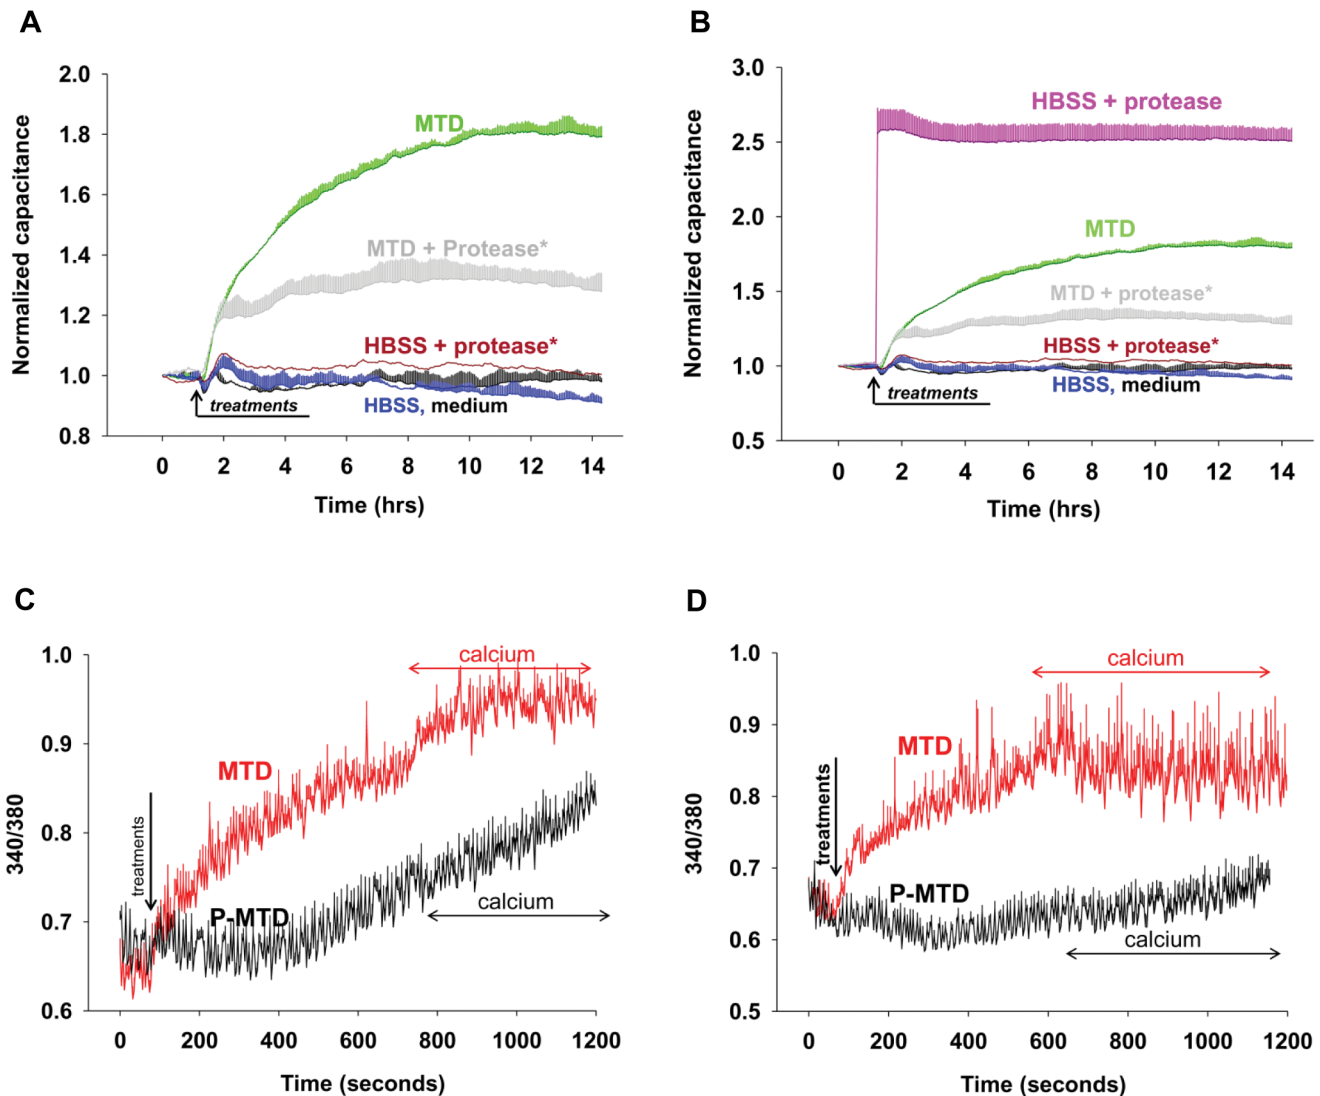 A
2.0
1.8
1.6
1.4
1.2
1.0
0.8
Normalized capacitance
MTD
MTD + Protease*
HBSS + protease*
HBSS, medium
treatments
0 2 4 6 8 10 12 14
Time (hrs)
B
3.0
2.5
2.0
1.5
1.0
0.5
Normalized capacitance
HBSS + protease
MTD
MTD + protease*
HBSS + protease*
HBSS, medium
treatments
0 2 4 6 8 10 12 14
Time (hrs)
C
1.0
0.9
0.8
0.7
0.6
340/380
calcium
MTD
treatments
P-MTD
calcium
0 200 400 600 800 1000 1200
Time (seconds)
D
1.0
0.9
0.8
0.7
0.6
0.5
340/380
calcium
MTD
treatments
P-MTD
calcium
0 200 400 600 800 1000 1200
Time (seconds)